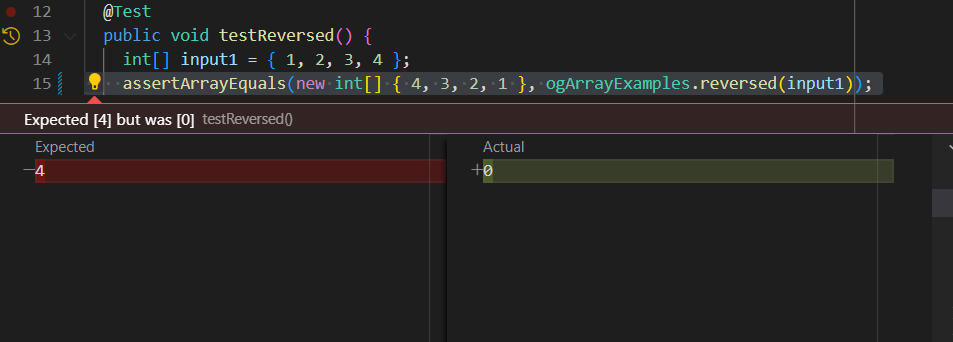 12 @Test
13 public void testReversed() {
14 int[] input1 = { 1, 2, 3, 4 };
15 assertArrayEquals(new int[] { 4, 3, 2, 1 }, ogArrayExamples.reversed(input1));
Expected [4] but was [0] testReversed()
Expected Actual
−4 +0